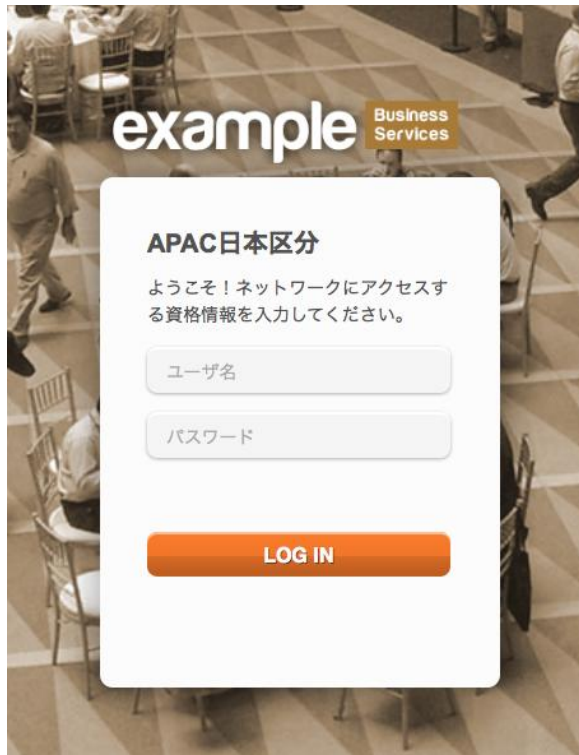 example
Business
Services
APAC日本区分
ようこそ！ネットワークにアクセスす
る資格情報を入力してください。
ユーザ名
パスワード
LOG IN